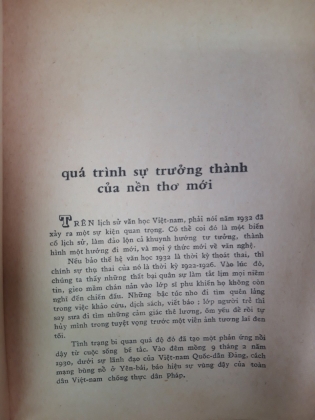 quá trình sự trưởng thành
của nền thơ mới
TRÊN lịch sử văn học Việt-nam, phải nói năm 1932 đã
xẩy ra một sự kiện quan trọng. Có thể coi đó là một biến
cố lịch sử, làm đảo lộn cả khuynh hướng tư tưởng, thành
hình một hướng đi mới, và mọi ý thức mới về văn nghệ.
Nếu bảo thế hệ văn học 1932 là thời kỳ thoát thai, thì
chính sự thụ thai của nó là thời kỳ 1922-1926. Vào lúc đó,
chúng ta thấy những thất bại quân sự làm tắt lịm mọi niềm
tin, gieo mầm chán nản vào lớp sĩ phu khiến họ không còn
nghĩ đến chiến đấu. Những bậc túc nho đi tìm quên lãng
trong việc khảo cứu, dịch sách, viết báo ; lớp người trẻ thì
say sưa đi tìm những cảm giác thê lương, ốm yếu để rồi tự
hủy mình trong tuyệt vọng trước một viễn ảnh tương lai đen
tối.
Tình trạng bi quan quá độ đó đã tạo một phản ứng nổi
dậy từ cuộc sống bế tắc. Vào đêm mồng 9 tháng 2 năm
1930, dưới sự lãnh đạo của Việt-nam Quốc-dân Đảng, cách
mạng bùng nổ ở Yên-báy, báo hiệu sự vùng dậy của toàn
dân Việt-nam chống thực dân Pháp.